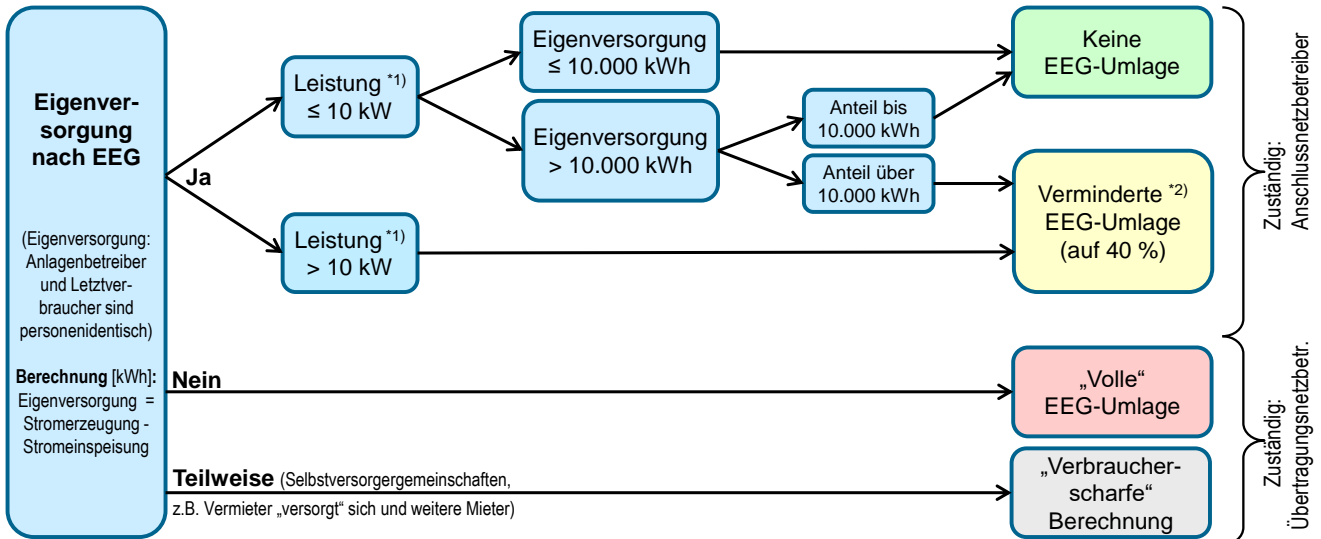 Eigenver-
sorgung
nach EEG
(Eigenversorgung:
Anlagenbetreiber
und Letztver-
braucher sind
personenidentisch)
Berechnung [kWh]:
Eigenversorgung =
Stromerzeugung -
Stromeinspeisung
Ja
Leistung *1)
≤ 10 kW
Eigenversorgung
≤ 10.000 kWh
Eigenversorgung
> 10.000 kWh
Anteil bis
10.000 kWh
Anteil über
10.000 kWh
Keine
EEG-Umlage
Leistung *1)
> 10 kW
Verminderte *2)
EEG-Umlage
(auf 40 %)
Zuständig:
Anschlussnetzbetreiber
Nein
„Volle“
EEG-Umlage
Teilweise (Selbstversorgergemeinschaften,
z.B. Vermieter „versorgt“ sich und weitere Mieter)
„Verbraucher-
scharfe“
Berechnung
Zuständig:
Übertragungsnetzbetr.